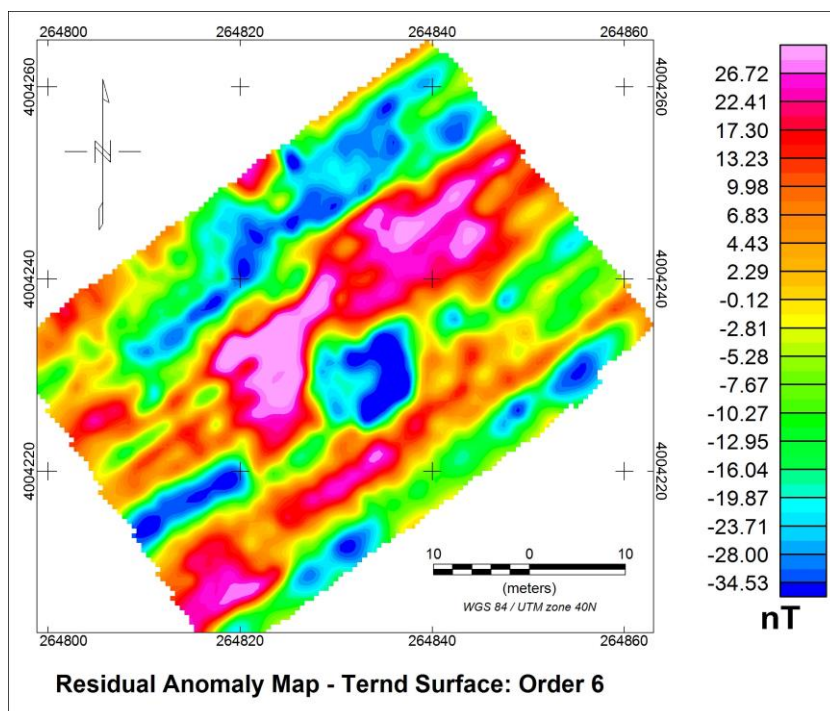 264800 264820 264840 264860
4004260 4004260
4004240 4004240
4004220 4004220
N
26.72
22.41
17.30
13.23
9.98
6.83
4.43
2.29
-0.12
-2.81
-5.28
-7.67
-10.27
-12.95
-16.04
-19.87
-23.71
-28.00
-34.53
nT
10 0 10
(meters)
WGS 84 / UTM zone 40N
264800 264820 264840 264860
Residual Anomaly Map - Ternd Surface: Order 6